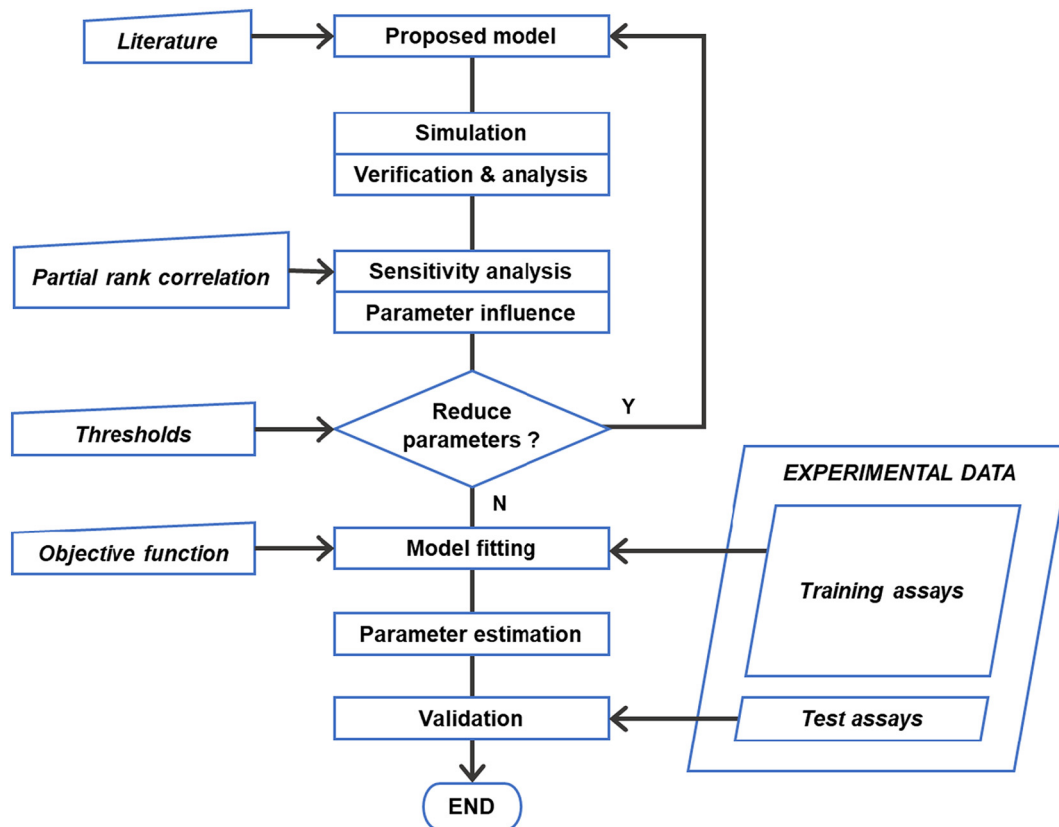 Literature
Proposed model
Simulation
Verification & analysis
Partial rank correlation
Sensitivity analysis
Parameter influence
Thresholds
Reduce
parameters ?
Y
N
EXPERIMENTAL DATA
Objective function
Model fitting
Training assays
Parameter estimation
Validation
Test assays
END